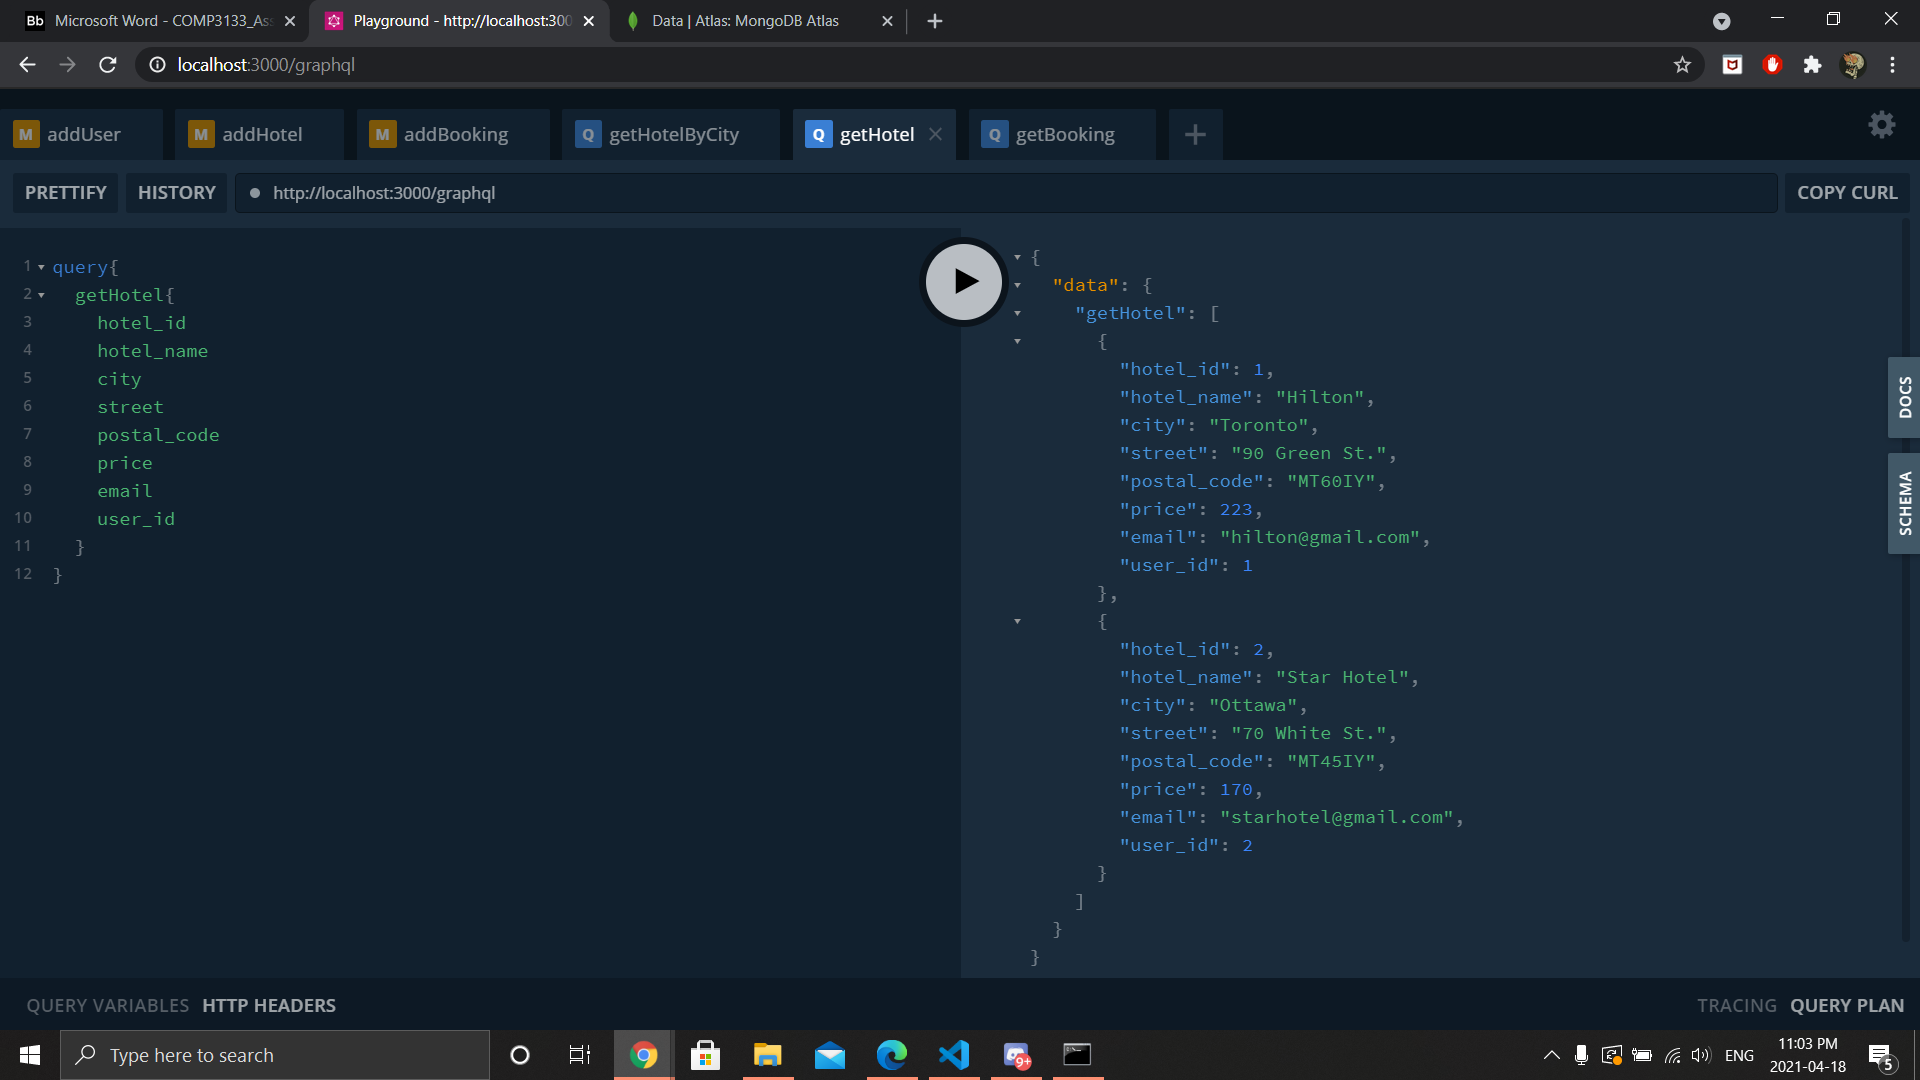 Bb Microsoft Word - COMP3133_Ass
Playground - http://localhost:300
Data | Atlas: MongoDB Atlas
localhost:3000/graphql
M addUser
M addHotel
M addBooking
Q getHotelByCity
Q getHotel
Q getBooking
PRETTIFY
HISTORY
http://localhost:3000/graphql
COPY CURL
1 query{
2 getHotel{
3 hotel_id
4 hotel_name
5 city
6 street
7 postal_code
8 price
9 email
10 user_id
11 }
12 }
{
"data": {
"getHotel": [
{
"hotel_id": 1,
"hotel_name": "Hilton",
"city": "Toronto",
"street": "90 Green St.",
"postal_code": "MT60IY",
"price": 223,
"email": "hilton@gmail.com",
"user_id": 1
},
{
"hotel_id": 2,
"hotel_name": "Star Hotel",
"city": "Ottawa",
"street": "70 White St.",
"postal_code": "MT45IY",
"price": 170,
"email": "starhotel@gmail.com",
"user_id": 2
}
]
}
}
DOCS
SCHEMA
QUERY VARIABLES HTTP HEADERS
TRACING QUERY PLAN
Type here to search
9+
ENG
11:03 PM
2021-04-18
5